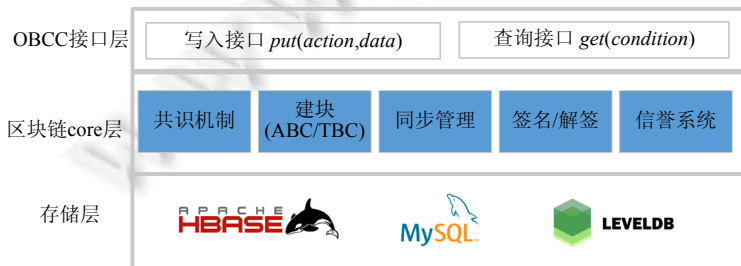 OBCC接口层
写入接口 put(action,data)
查询接口 get(condition)
区块链core层
共识机制
建块
(ABC/TBC)
同步管理
签名/解签
信誉系统
存储层
APACHE
HBASE
MySQL
LEVELDB